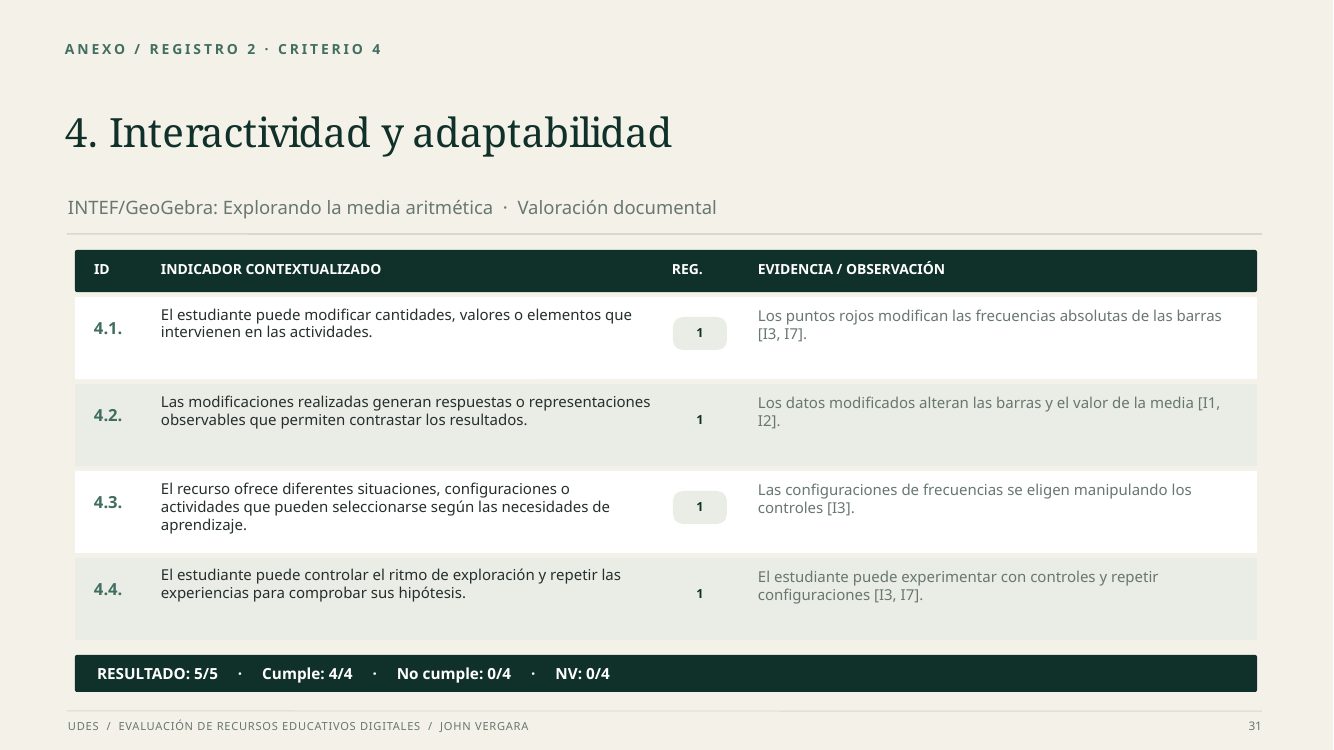 ANEXO / REGISTRO 2 · CRITERIO 4
4. Interactividad y adaptabilidad
INTEF/GeoGebra: Explorando la media aritmética · Valoración documental
ID INDICADOR CONTEXTUALIZADO REG. EVIDENCIA / OBSERVACIÓN
4.1.
El estudiante puede modificar cantidades, valores o elementos que
intervienen en las actividades.
1
Los puntos rojos modifican las frecuencias absolutas de las barras
[I3, I7].
4.2.
Las modificaciones realizadas generan respuestas o representaciones
observables que permiten contrastar los resultados.
1
Los datos modificados alteran las barras y el valor de la media [I1,
I2].
4.3.
El recurso ofrece diferentes situaciones, configuraciones o
actividades que pueden seleccionarse según las necesidades de
aprendizaje.
1
Las configuraciones de frecuencias se eligen manipulando los
controles [I3].
4.4.
El estudiante puede controlar el ritmo de exploración y repetir las
experiencias para comprobar sus hipótesis.
1
El estudiante puede experimentar con controles y repetir
configuraciones [I3, I7].
RESULTADO: 5/5 · Cumple: 4/4 · No cumple: 0/4 · NV: 0/4
UDES / EVALUACIÓN DE RECURSOS EDUCATIVOS DIGITALES / JOHN VERGARA 31